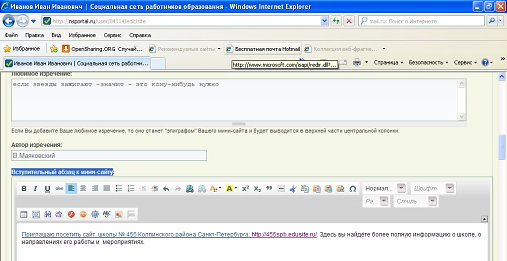 Иванов Иван Иванович | Социальная сеть работников образования - Windows Internet Explorer
http://nsportal.ru/user/84114/edit/site
mail.ru: Поиск в Интернете
Файл Правка Вид Избранное Сервис Справка
Избранное OpenSharing.ORG Случай... Рекомендуемые сайты Бесплатная почта Hotmail Коллекция веб-фрагме...
Иванов Иван Иванович | Социальная сеть работник...
http://www.microsoft.com/isapi/redir.dll?...
Страница Безопасность Сервис
Любимое изречение:
если звезды зажигают -значит - это кому-нибудь нужно
Если Вы добавите Ваше любимое изречение, то оно станет "эпиграфом" Вашего мини-сайта и будет выводится в верхней части центральной колонки.
Автор изречения:
В.Маяковский
Вступительный абзац к мини-сайту:
B I U Нормал... Шрифт
Ра... Стиль
Приглашаю посетить сайт школы № 455 Колпинского района Санкт-Петербурга: http://455spb.edusite.ru/. Здесь вы найдёте более полную информацию о школе, о
направлениях его работы и мероприятиях.